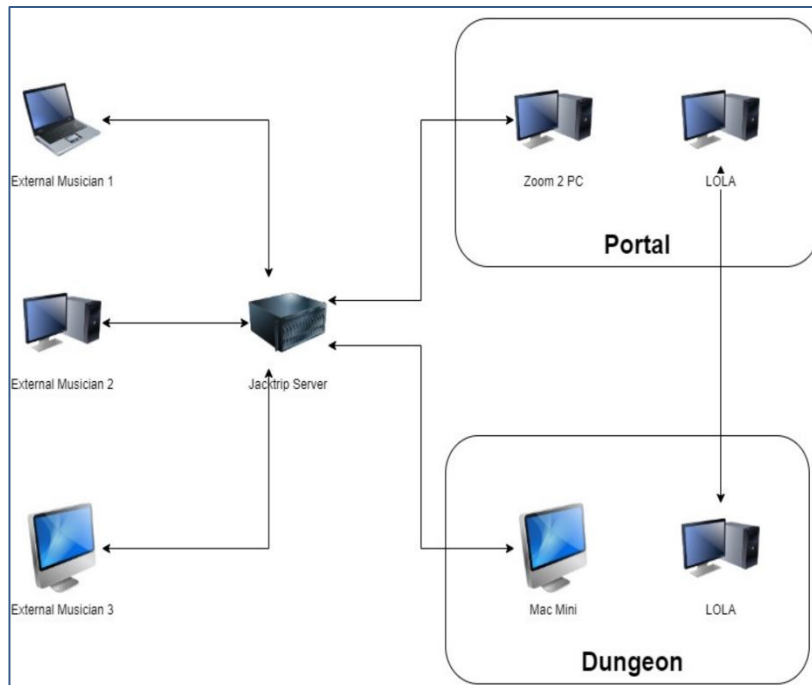 External Musician 1
Zoom 2 PC
LOLA
Portal
External Musician 2
Jacktrip Server
External Musician 3
Mac Mini
LOLA
Dungeon